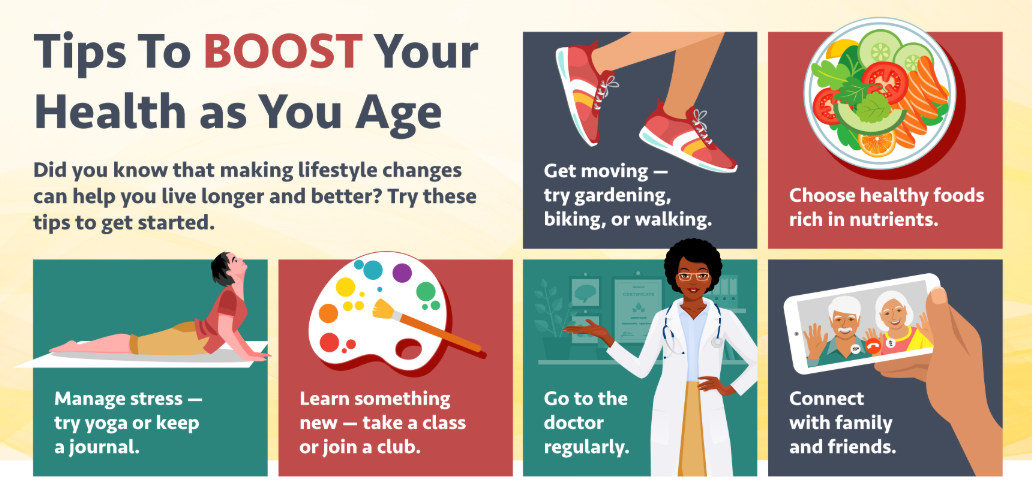 Tips To BOOST Your
Health as You Age
Did you know that making lifestyle changes
can help you live longer and better? Try these
tips to get started.
Get moving —
try gardening,
biking, or walking.
Choose healthy foods
rich in nutrients.
Manage stress —
try yoga or keep
a journal.
Learn something
new — take a class
or join a club.
Go to the
doctor
regularly.
Connect
with family
and friends.